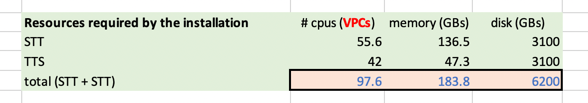 Resources required by the installation # cpus (VPCs) memory (GBs) disk (GBs)
STT 55.6 136.5 3100
TTS 42 47.3 3100
total (STT + STT) 97.6 183.8 6200